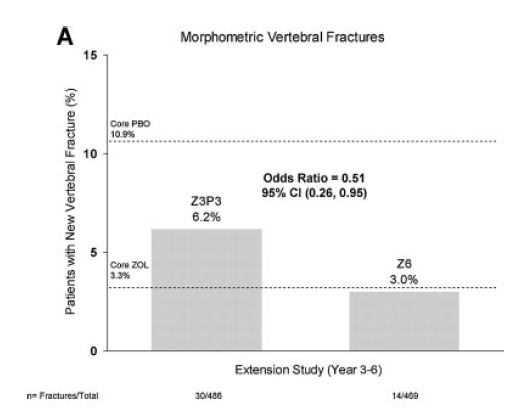 A
Morphometric Vertebral Fractures
Patients with New Vertebral Fracture (%)
15
Core PBO
10.9%
10
Odds Ratio = 0.51
95% CI (0.26, 0.95)
Z3P3
6.2%
5
Core ZOL
3.3%
Z6
3.0%
0
Extension Study (Year 3-6)
n= Fractures/Total
30/486
14/469